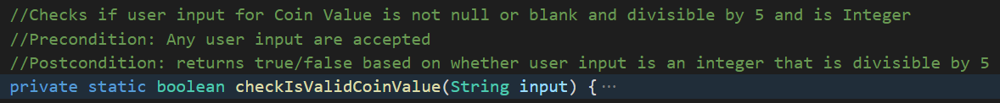 //Checks if user input for Coin Value is not null or blank and divisible by 5 and is Integer
//Precondition: Any user input are accepted
//Postcondition: returns true/false based on whether user input is an integer that is divisible by 5
private static boolean checkIsValidCoinValue(String input) {…